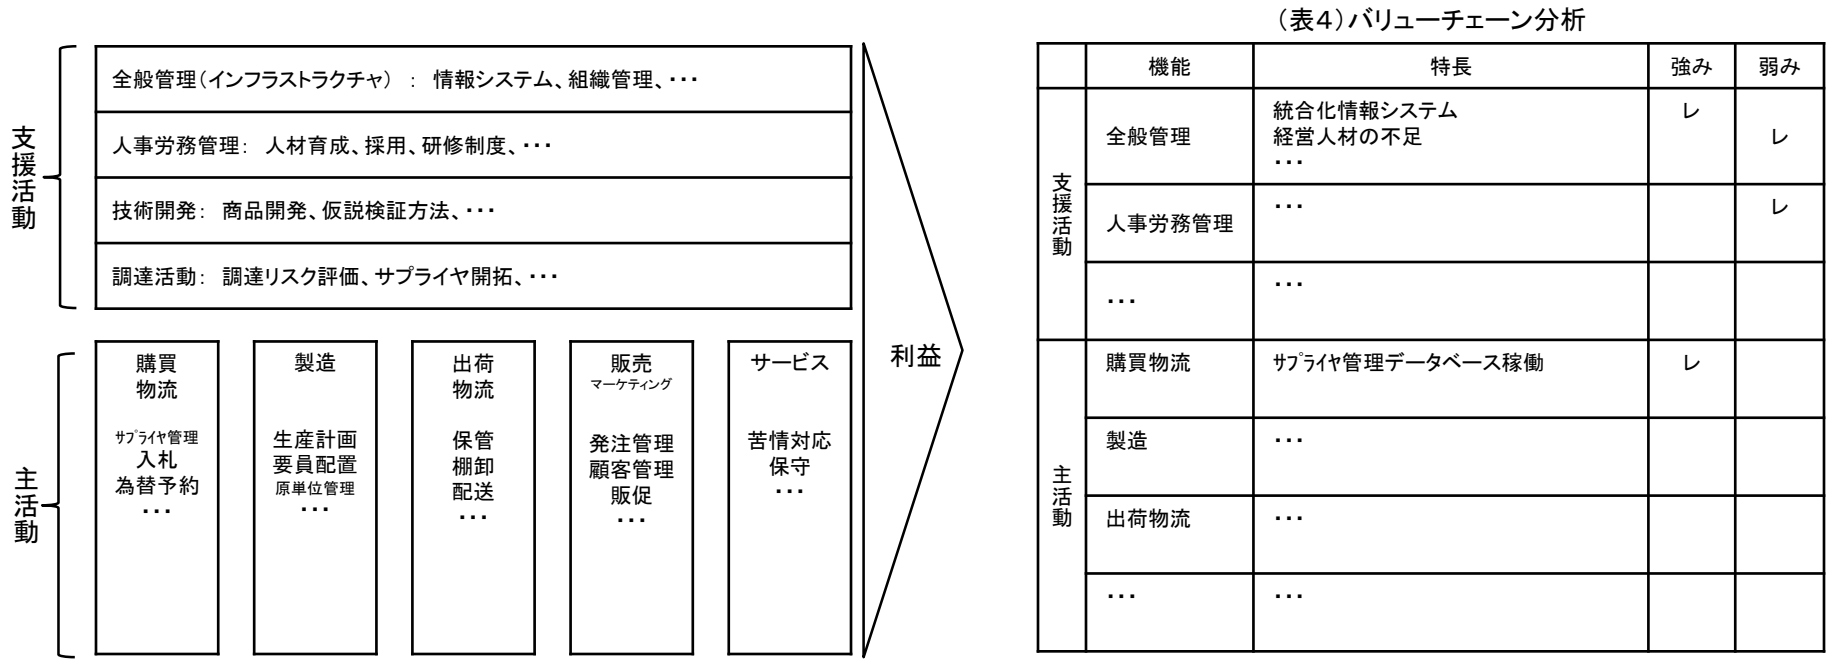 支援活動
全般管理（インフラストラクチャ） ： 情報システム、組織管理、・・・
人事労務管理： 人材育成、採用、研修制度、・・・
技術開発： 商品開発、仮説検証方法、・・・
調達活動： 調達リスク評価、サプライヤ開拓、・・・
主活動
購買
物流
ｻﾌﾟﾗｲﾔ管理
入札
為替予約
・・・
製造
生産計画
要員配置
原単位管理
・・・
出荷
物流
保管
棚卸
配送
・・・
販売
マーケティング
発注管理
顧客管理
販促
・・・
サービス
苦情対応
保守
・・・
利益
（表４）バリューチェーン分析
機能 特長 強み 弱み
支援活動
全般管理
統合化情報システム レ
経営人材の不足 レ
・・・
人事労務管理
・・・ レ
・・・ ・・・
主活動
購買物流 ｻﾌﾟﾗｲﾔ管理データベース稼働 レ
製造 ・・・
出荷物流 ・・・
・・・ ・・・